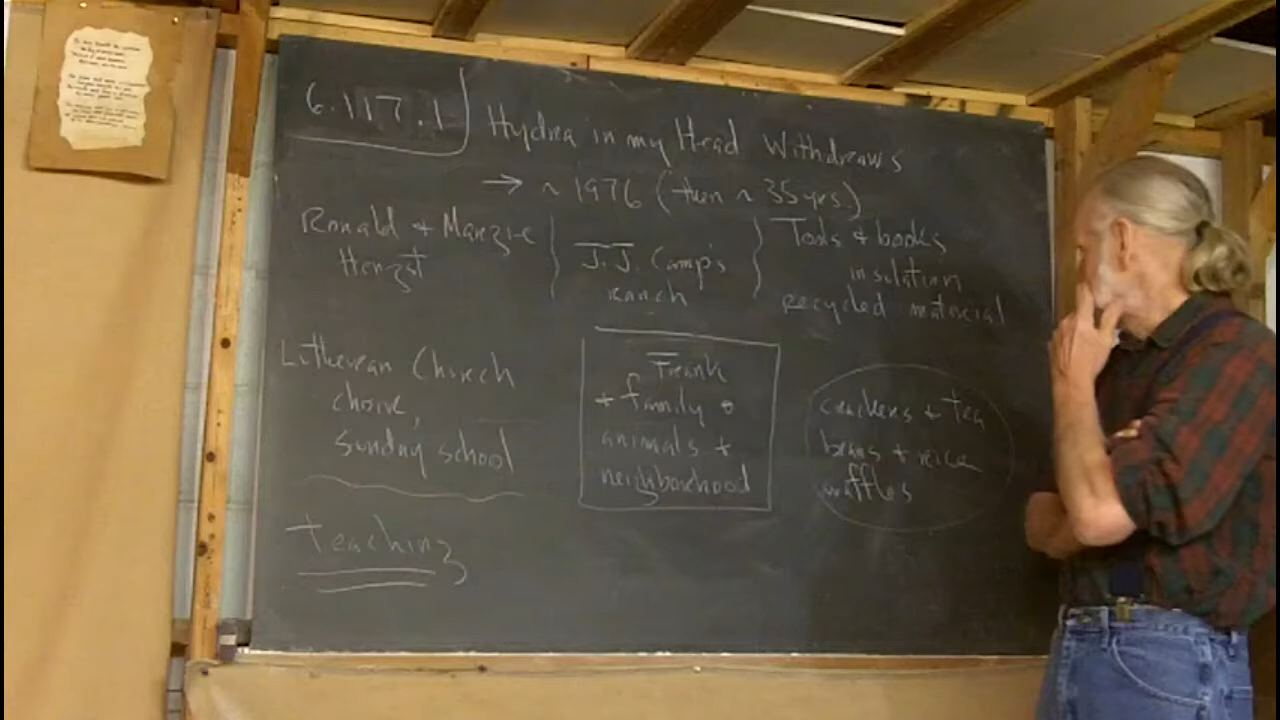 6.117.1
Hydra in my Head Withdraws
→ ~ 1976 (then ~ 35 yrs.)
Ronald + Manzie
Hengst
J.J. Camp's
ranch
Tools & books
insulation
recycled material
Lutheran Church
choir,
Sunday school
Frank
+ family +
animals +
neighborhood
crackers + tea
beans + rice
waffles
teaching